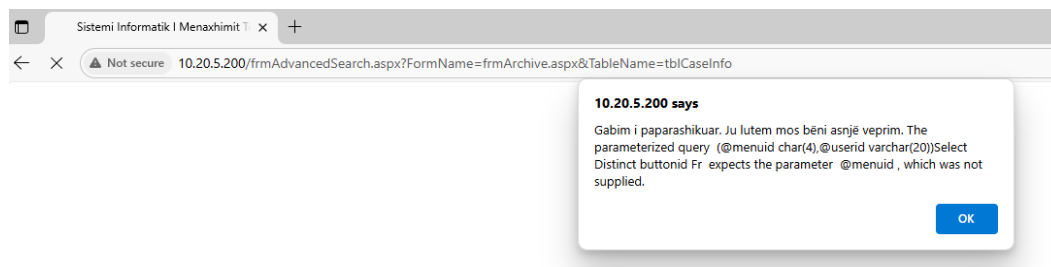 Sistemi Informatik I Menaxhimit Ti
Not secure 10.20.5.200/frmAdvancedSearch.aspx?FormName=frmArchive.aspx&TableName=tblCaseInfo
10.20.5.200 says
Gabim i paparashikuar. Ju lutem mos bëni asnjë veprim. The
parameterized query (@menuid char(4),@userid varchar(20))Select
Distinct buttonid Fr expects the parameter @menuid , which was not
supplied.
OK